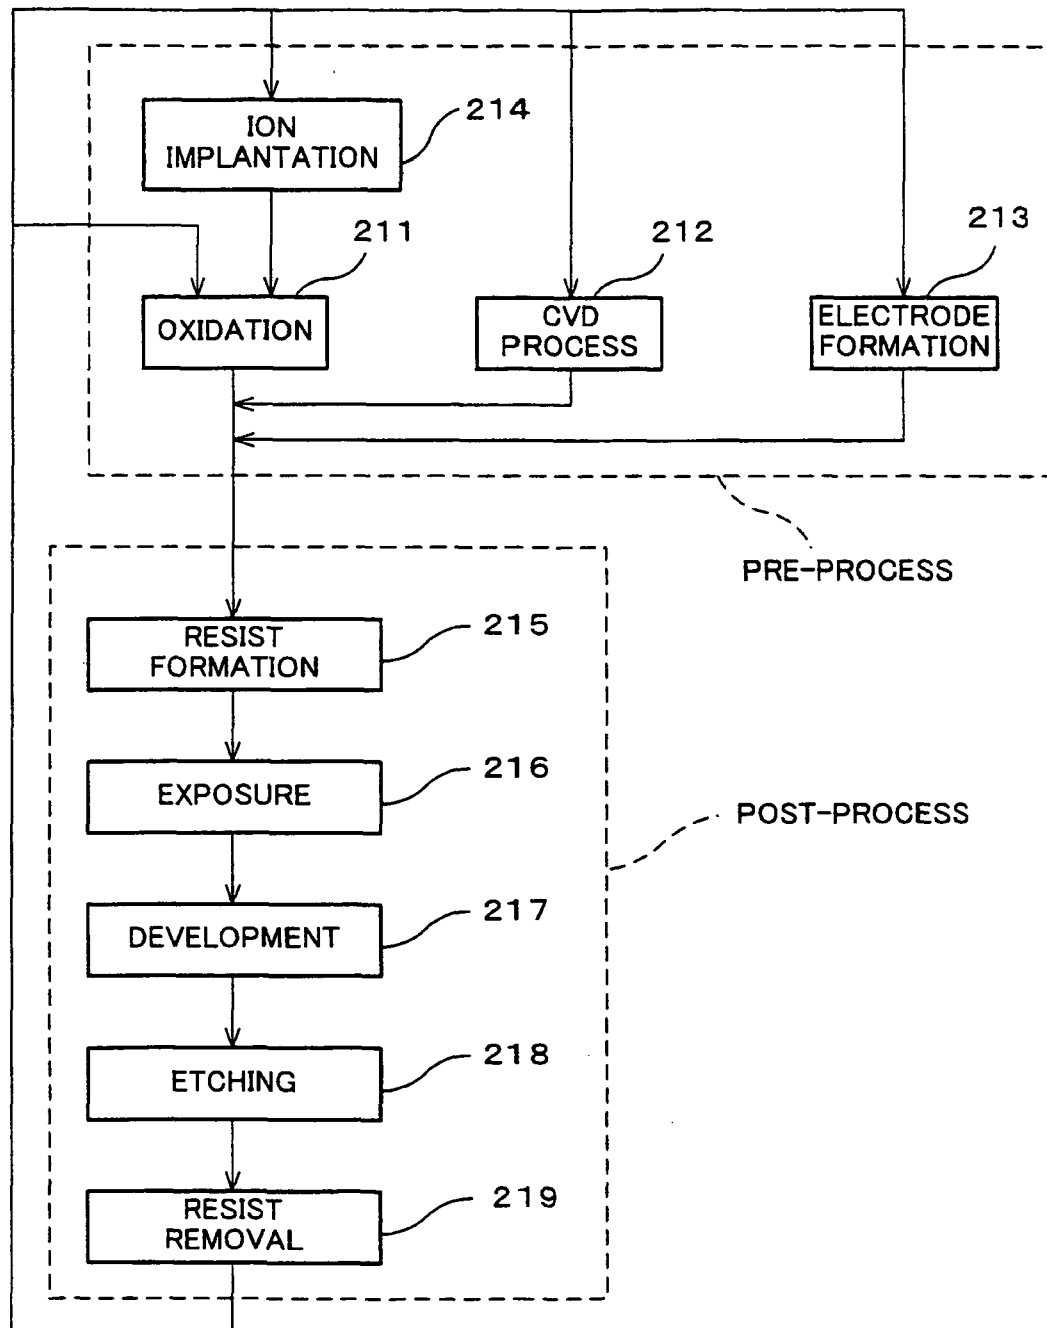 ION
IMPLANTATION
214
211
212
213
OXIDATION
CVD
PROCESS
ELECTRODE
FORMATION
PRE-PROCESS
RESIST
FORMATION
215
EXPOSURE
216
POST-PROCESS
DEVELOPMENT
217
ETCHING
218
RESIST
REMOVAL
219